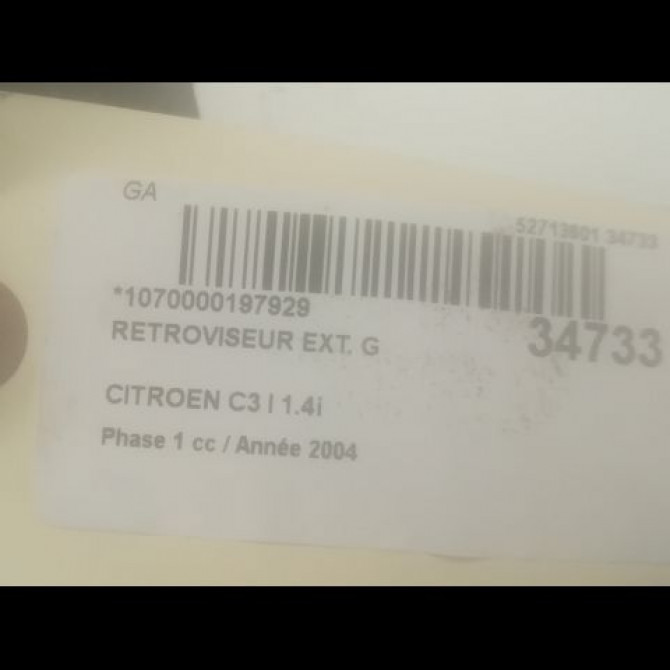 GA
52713801 34733
*1070000197929
RETROVISEUR EXT. G
34733
CITROEN C3 I 1.4i
Phase 1 cc / Année 2004